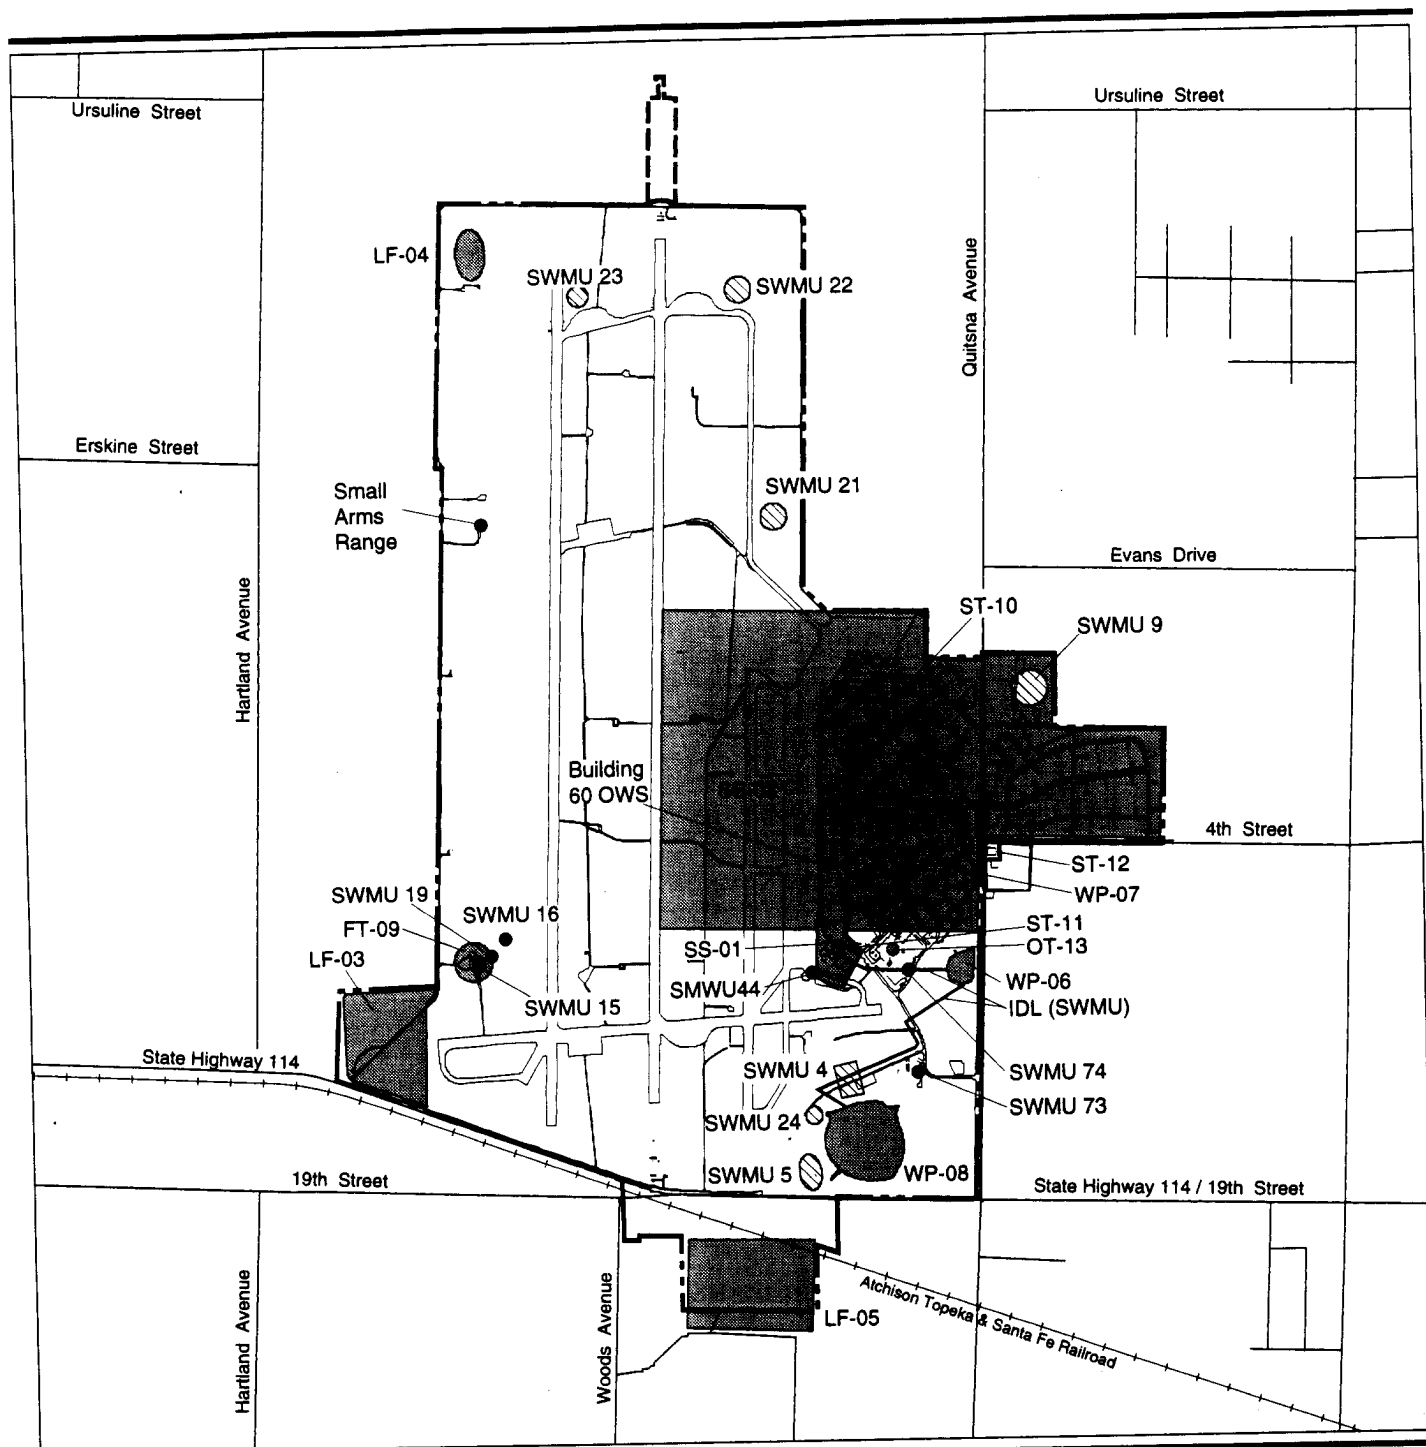 Ursuline Street
Ursuline Street
LF-04
SWMU 23
SWMU 22
Quitsna Avenue
Erskine Street
Small
Arms
Range
SWMU 21
Evans Drive
Hartland Avenue
ST-10
SWMU 9
Building
60 OWS
4th Street
ST-12
WP-07
SWMU 19
SWMU 16
FT-09
LF-03
SS-01
ST-11
OT-13
SMWU44
WP-06
SWMU 15
IDL (SWMU)
State Highway 114
SWMU 4
SWMU 74
SWMU 73
SWMU 24
19th Street
SWMU 5
WP-08
State Highway 114 / 19th Street
Hartland Avenue
Woods Avenue
LF-05
Atchison Topeka & Santa Fe Railroad